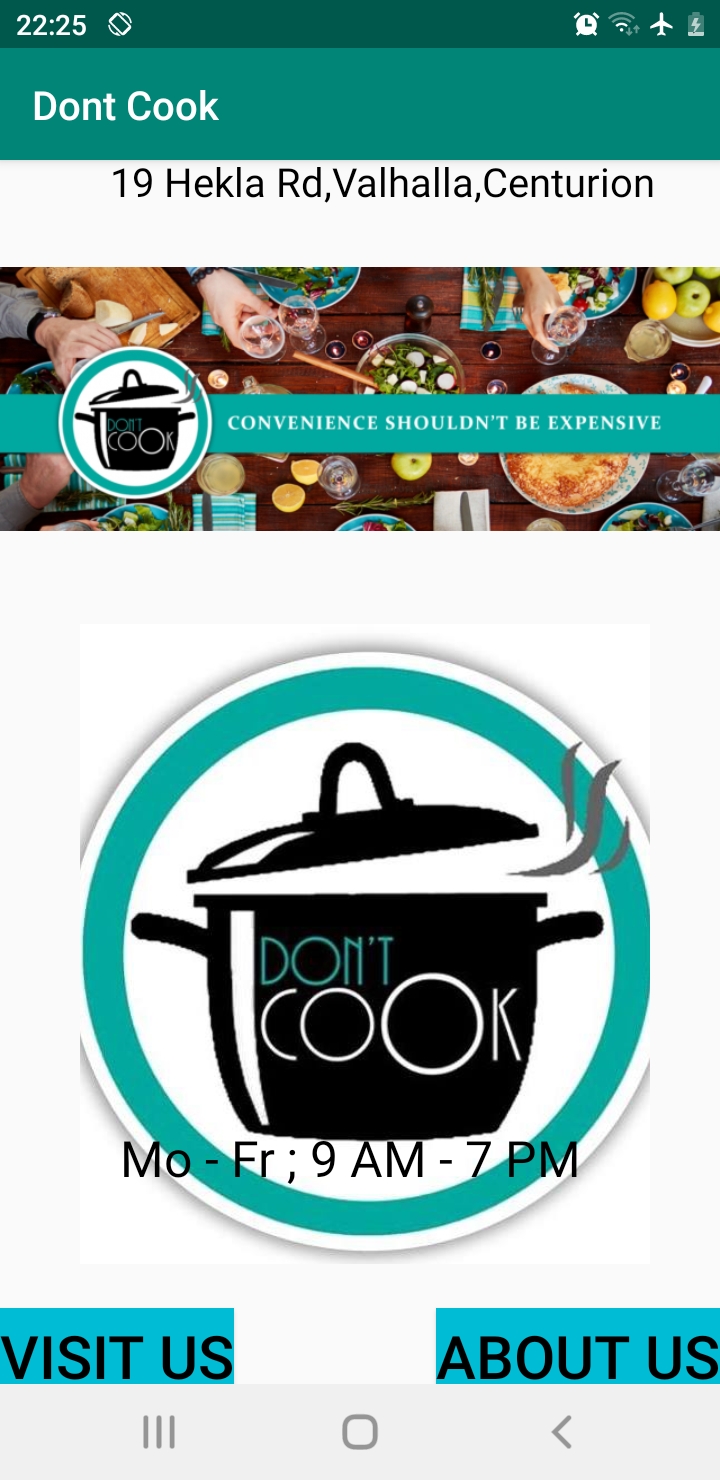 22:25
Dont Cook
19 Hekla Rd,Valhalla,Centurion
DON'T
COOK
CONVENIENCE SHOULDN'T BE EXPENSIVE
DON'T
COOK
Mo - Fr ; 9 AM - 7 PM
VISIT US
ABOUT US